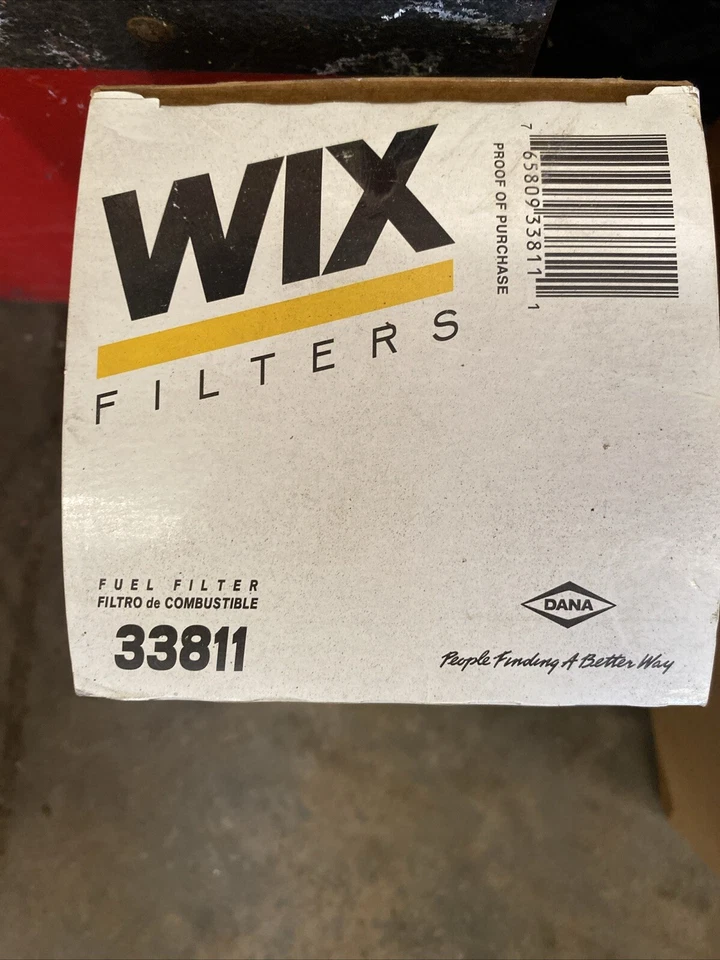 WIX
FILTERS
PROOF OF PURCHASE
7 65809 33811 1
FUEL FILTER
FILTRO de COMBUSTIBLE
33811
DANA
People Finding A Better Way